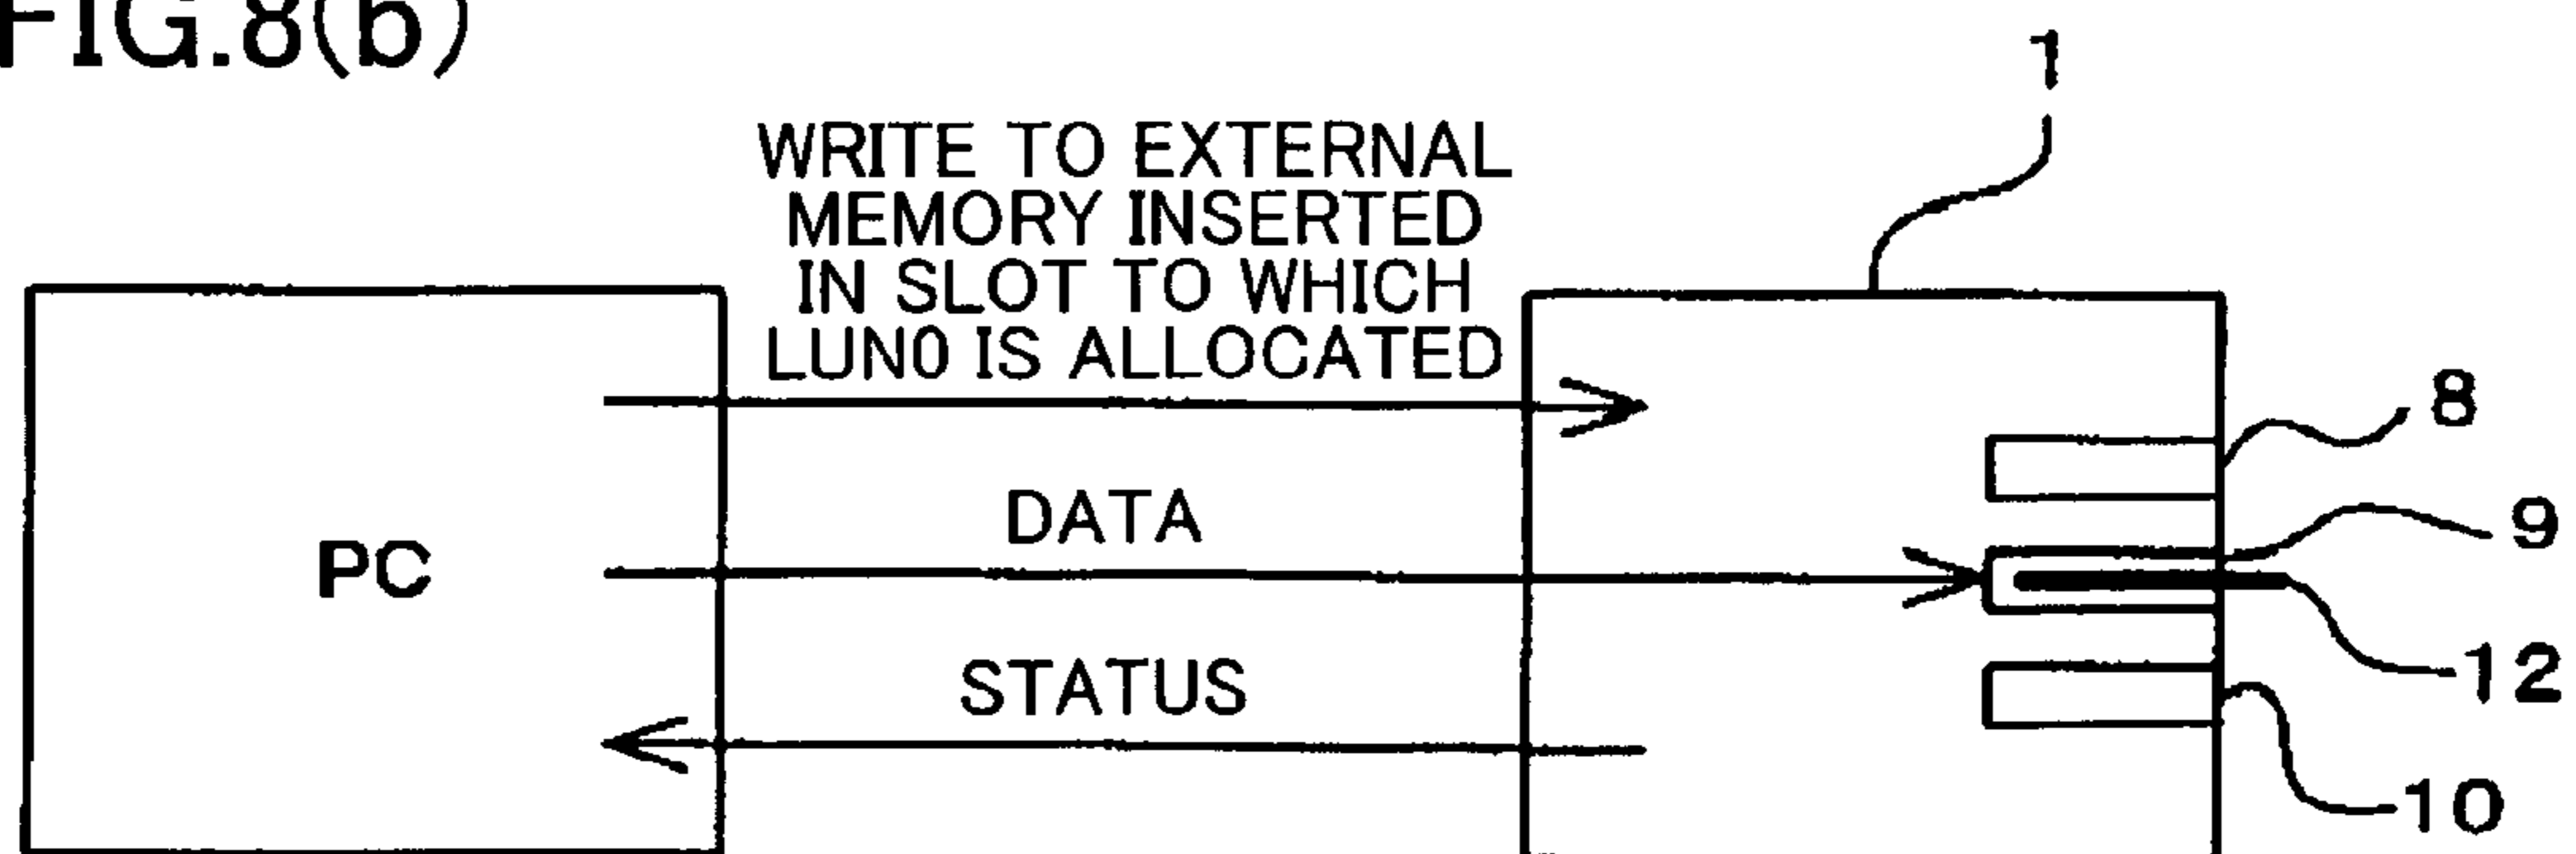 FIG.8(b)
1
WRITE TO EXTERNAL
MEMORY INSERTED
IN SLOT TO WHICH
LUN0 IS ALLOCATED
8
DATA
9
PC
12
STATUS
10